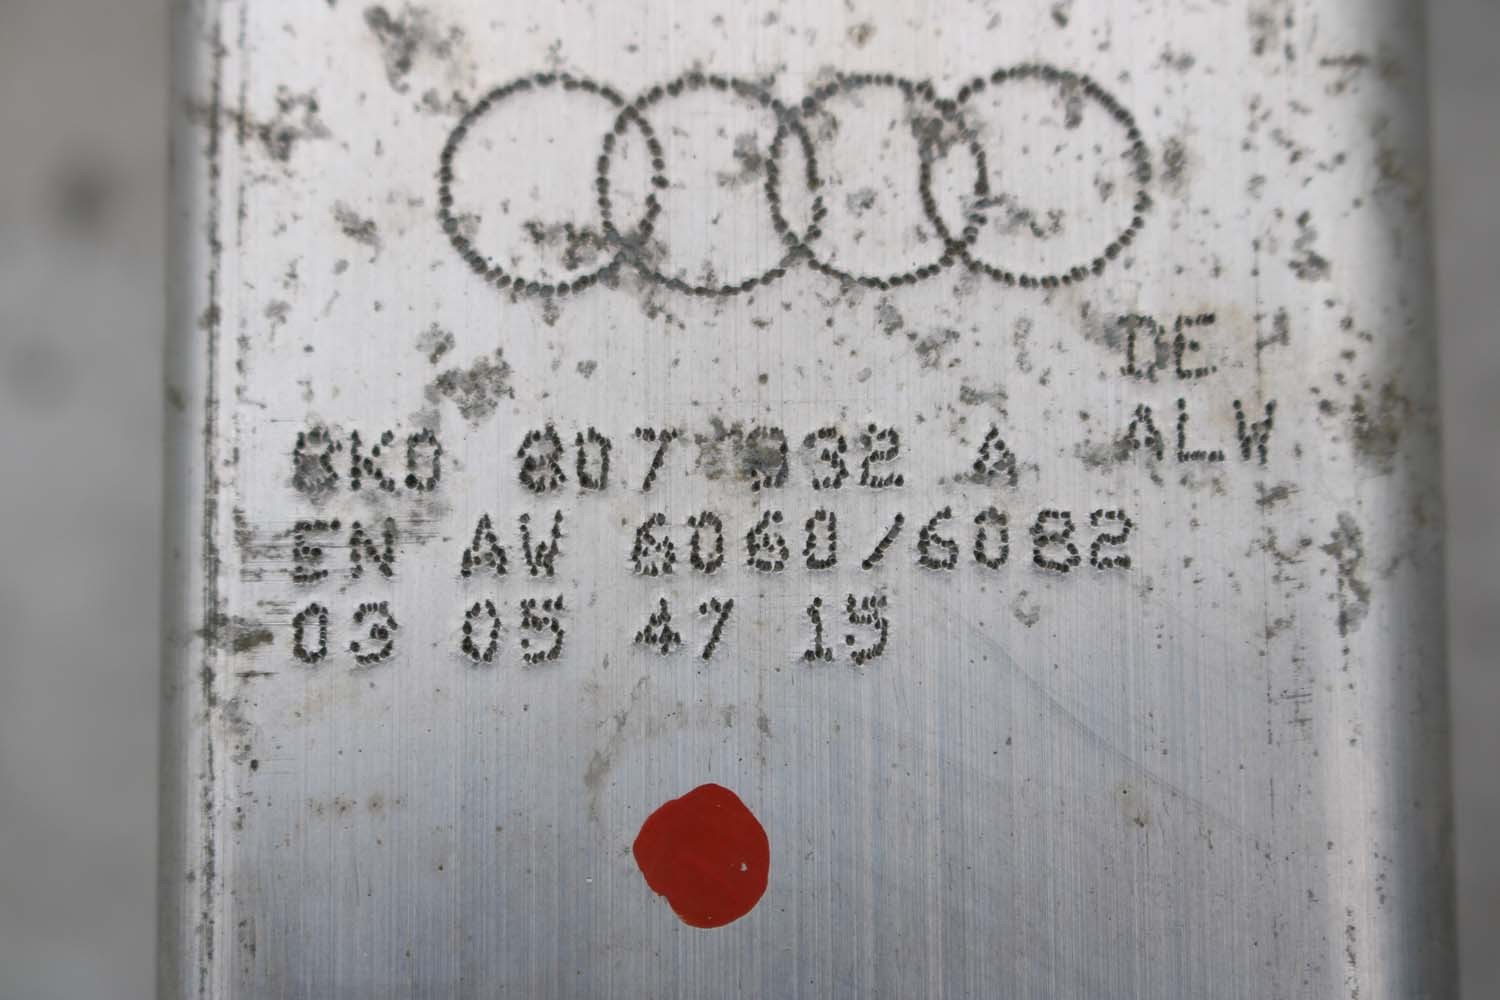 DE
ALW
8K0 807 932 A
EN AW 6060/6082
03 05 47 15